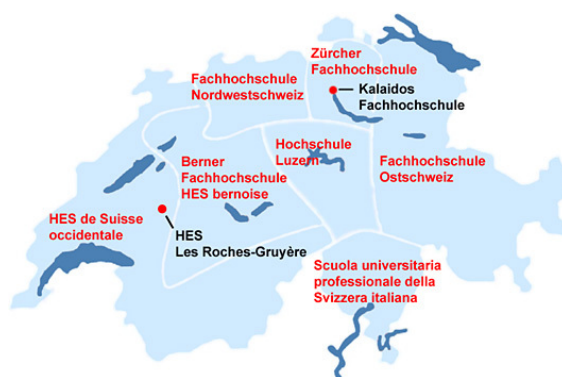 Zürcher
Fachhochschule
Kalaidos
Fachhochschule
Fachhochschule
Nordwestschweiz
Hochschule
Luzern
Fachhochschule
Ostschweiz
Berner
Fachhochschule
HES bernoise
HES de Suisse
occidentale
HES
Les Roches-Gruyère
Scuola universitaria
professionale della
Svizzera italiana